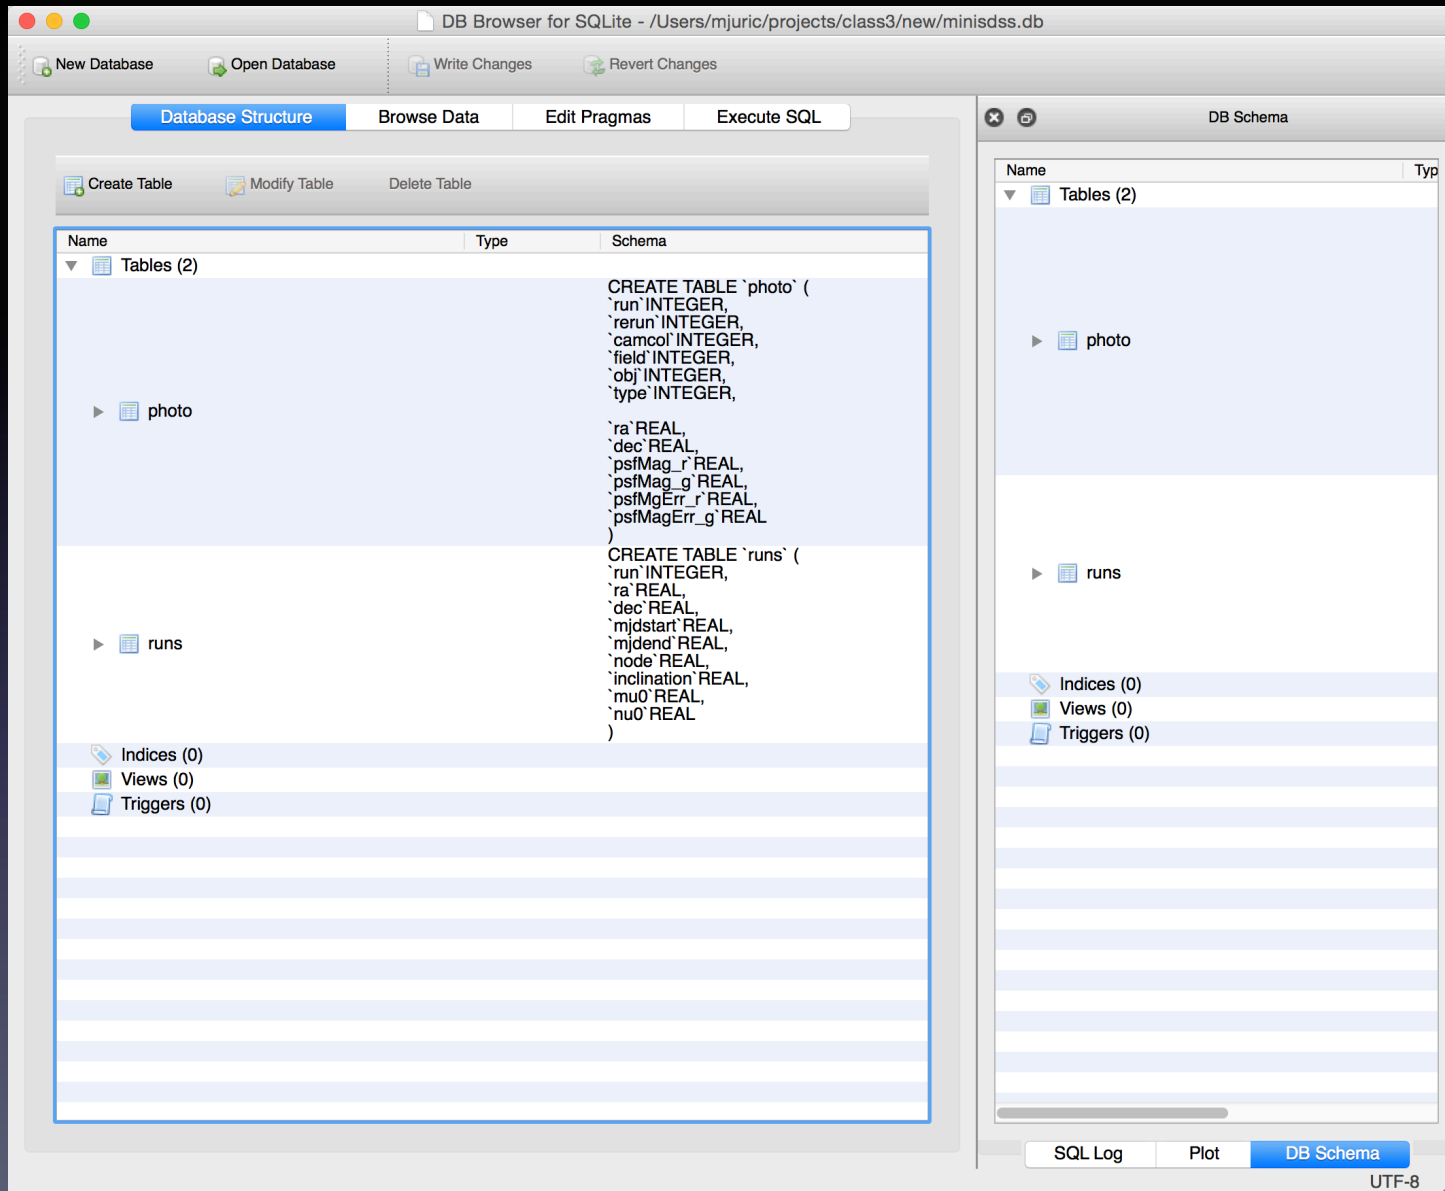 DB Browser for SQLite - /Users/mjuric/projects/class3/new/minisdss.db
New Database Open Database Write Changes Revert Changes
Database Structure Browse Data Edit Pragmas Execute SQL
Create Table Modify Table Delete Table
Name Type Schema
Tables (2)
photo
CREATE TABLE `photo` (
`run`INTEGER,
`rerun`INTEGER,
`camcol`INTEGER,
`field`INTEGER,
`obj`INTEGER,
`type`INTEGER,
`ra`REAL,
`dec`REAL,
`psfMag_r`REAL,
`psfMag_g`REAL,
`psfMgErr_r`REAL,
`psfMagErr_g`REAL
)
runs
CREATE TABLE `runs` (
`run`INTEGER,
`ra`REAL,
`dec`REAL,
`mjdstart`REAL,
`mjdend`REAL,
`node`REAL,
`inclination`REAL,
`mu0`REAL,
`nu0`REAL
)
Indices (0)
Views (0)
Triggers (0)
DB Schema
Name Typ
Tables (2)
photo
runs
Indices (0)
Views (0)
Triggers (0)
SQL Log Plot DB Schema
UTF-8